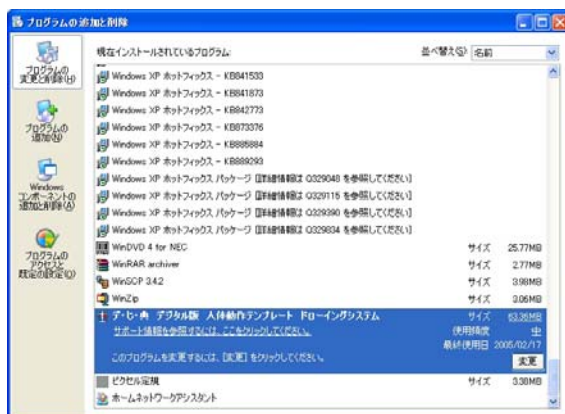 プログラムの追加と削除
プログラムの
変更と削除(H)
プログラムの
追加(N)
Windows
コンポーネントの
追加と削除(A)
プログラムの
アクセスと
既定の設定(O)
現在インストールされているプログラム:
並べ替え(S): 名前
Windows XP ホットフィックス - KB841533
Windows XP ホットフィックス - KB841873
Windows XP ホットフィックス - KB842773
Windows XP ホットフィックス - KB873376
Windows XP ホットフィックス - KB885884
Windows XP ホットフィックス - KB889293
Windows XP ホットフィックス パッケージ [詳細情報は Q329048 を参照してください]
Windows XP ホットフィックス パッケージ [詳細情報は Q329115 を参照してください]
Windows XP ホットフィックス パッケージ [詳細情報は Q329390 を参照してください]
Windows XP ホットフィックス パッケージ [詳細情報は Q329834 を参照してください]
WinDVD 4 for NEC サイズ 25.77MB
WinRAR archiver サイズ 2.77MB
WinSCP 3.4.2 サイズ 3.98MB
WinZip サイズ 3.06MB
デ・じ・典 デジタル版 人体動作テンプレート ドローイングシステム サイズ 63.36MB
サポート情報を参照するには、ここをクリックしてください。 使用頻度 中
最終使用日 2005/02/17
このプログラムを変更するには、[変更] をクリックしてください。 変更
ピクセル定規 サイズ 3.38MB
ホームネットワークアシスタント